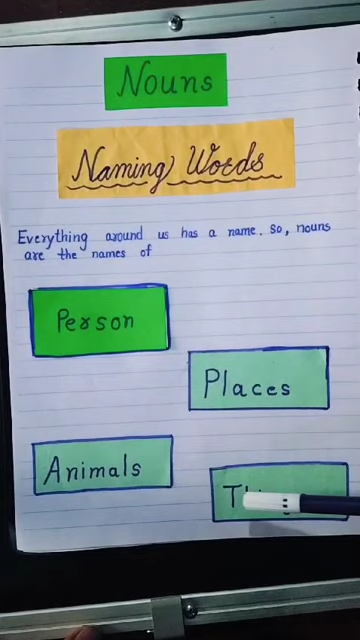 Nouns
Naming Words
Everything around us has a name. So, nouns
are the names of
Person
Places
Animals